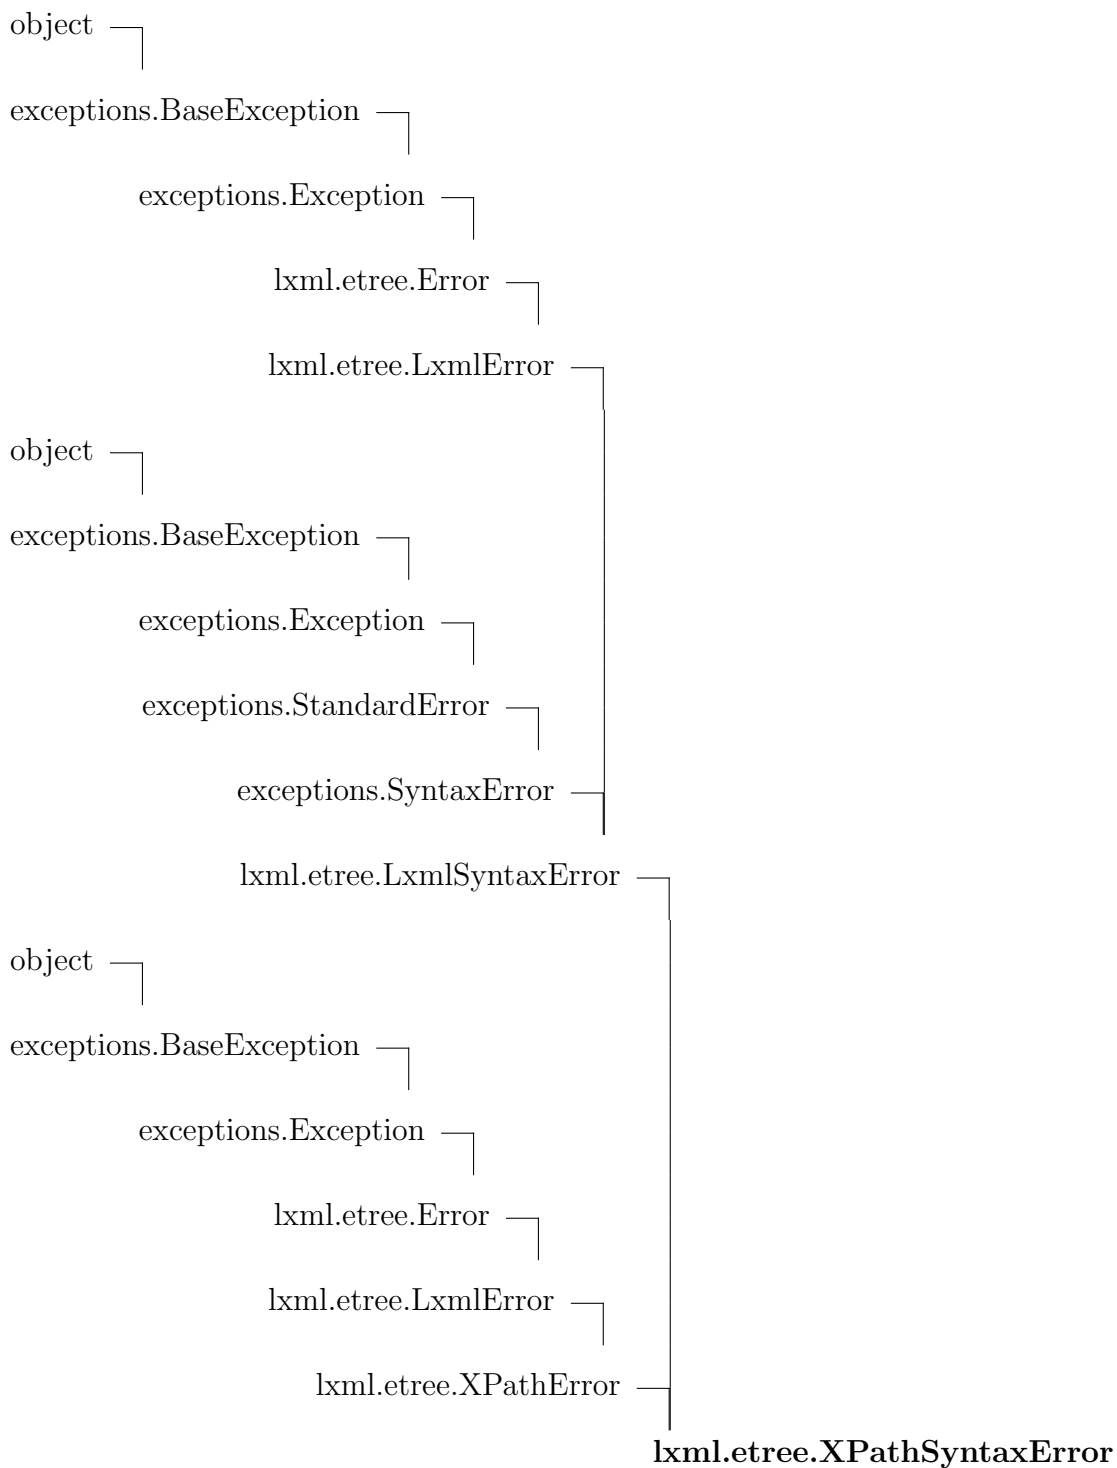 object
exceptions.BaseException
exceptions.Exception
lxml.etree.Error
lxml.etree.LxmlError
object
exceptions.BaseException
exceptions.Exception
exceptions.StandardError
exceptions.SyntaxError
lxml.etree.LxmlSyntaxError
object
exceptions.BaseException
exceptions.Exception
lxml.etree.Error
lxml.etree.LxmlError
lxml.etree.XPathError
lxml.etree.XPathSyntaxError